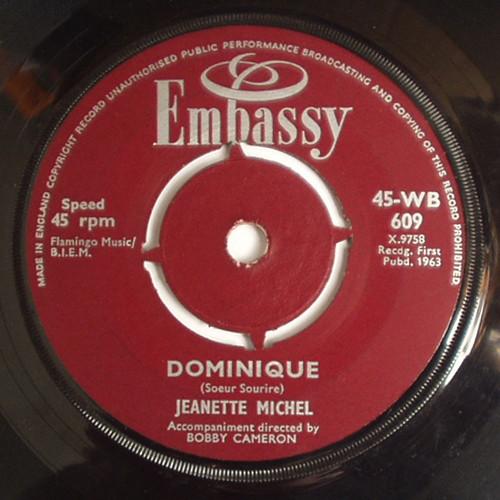 MADE IN ENGLAND COPYRIGHT RECORD UNAUTHORISED PUBLIC PERFORMANCE BROADCASTING AND COPYING OF THIS RECORD PROHIBITED
Embassy
Speed
45 rpm
Flamingo Music/
B.I.E.M.
45-WB
609
X.9758
Recdg. First
Pubd. 1963
DOMINIQUE
(Soeur Sourire)
JEANETTE MICHEL
Accompaniment directed by
BOBBY CAMERON